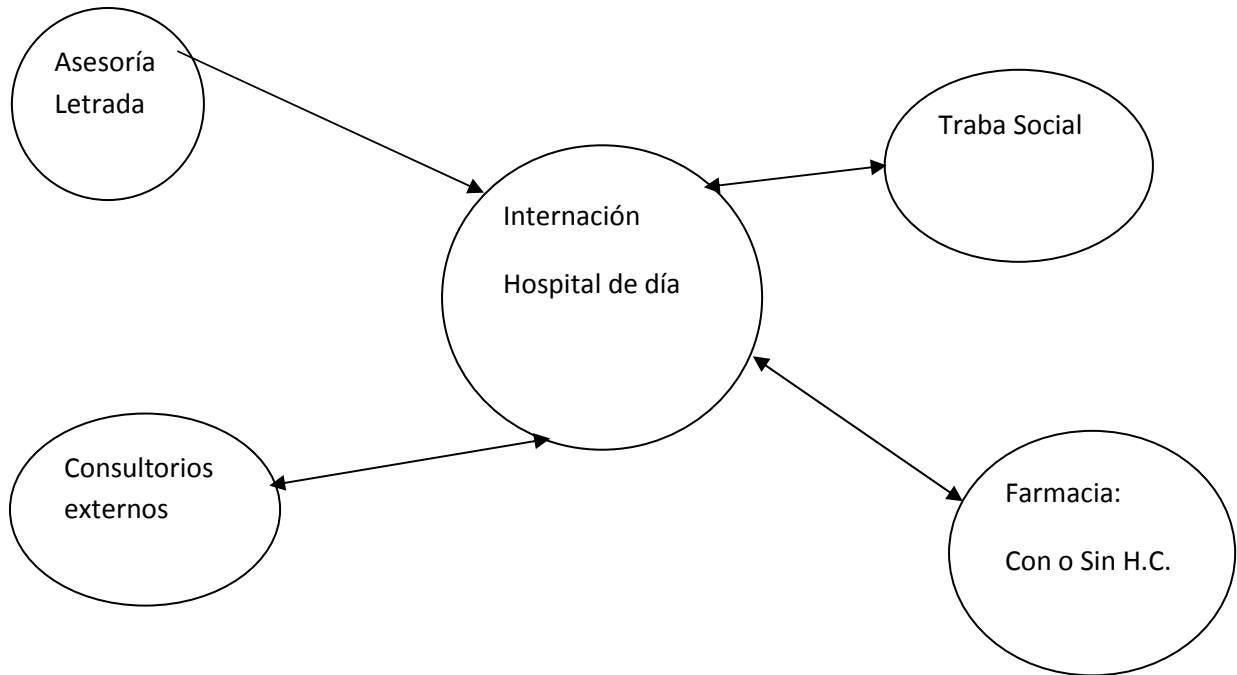 Asesoría
Letrada
Traba Social
Internación
Hospital de día
Consultorios
externos
Farmacia:
Con o Sin H.C.